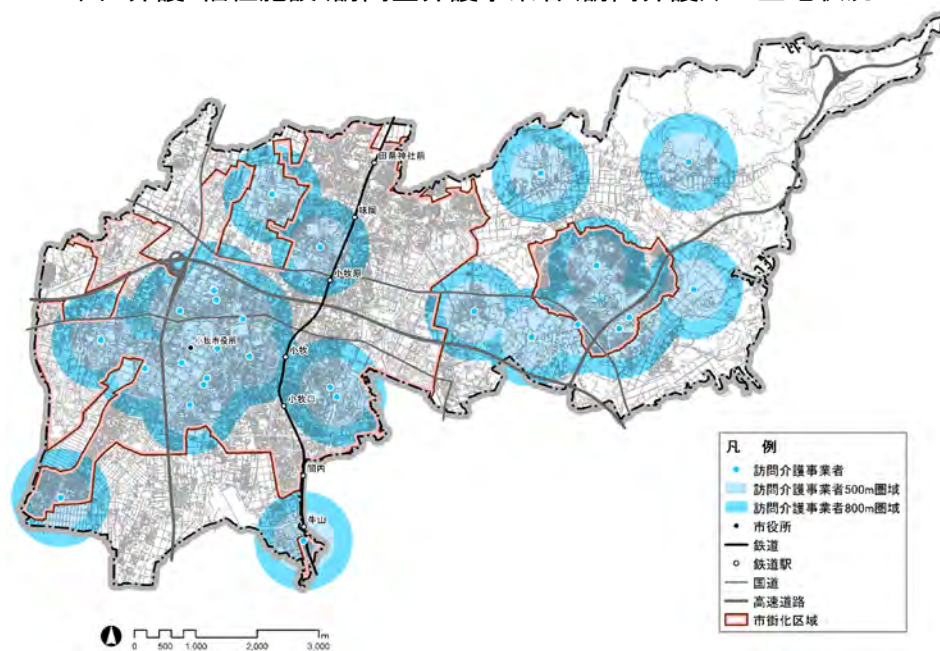 田県神社前
味岡
小牧原
小牧市役所
小牧
小牧口
間内
牛山
凡 例
訪問介護事業者
訪問介護事業者500m圏域
訪問介護事業者800m圏域
市役所
鉄道
鉄道駅
国道
高速道路
市街化区域
0 500 1,000 2,000 3,000 m